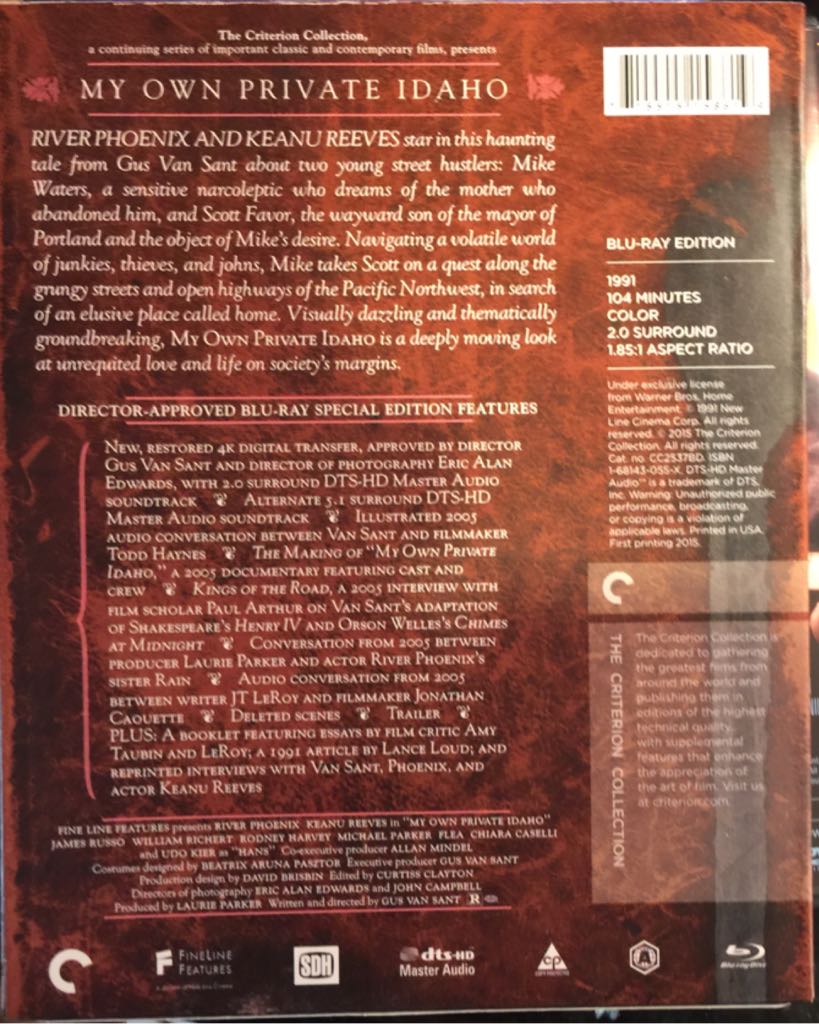 The Criterion Collection,
a continuing series of important classic and contemporary films, presents
MY OWN PRIVATE IDAHO
RIVER PHOENIX AND KEANU REEVES star in this haunting
tale from Gus Van Sant about two young street hustlers: Mike
Waters, a sensitive narcoleptic who dreams of the mother who
abandoned him, and Scott Favor, the wayward son of the mayor of
Portland and the object of Mike's desire. Navigating a volatile world
of junkies, thieves, and johns, Mike takes Scott on a quest along the
grungy streets and open highways of the Pacific Northwest, in search
of an elusive place called home. Visually dazzling and thematically
groundbreaking, MY OWN PRIVATE IDAHO is a deeply moving look
at unrequited love and life on society's margins.
DIRECTOR-APPROVED BLU-RAY SPECIAL EDITION FEATURES
NEW, RESTORED 4K DIGITAL TRANSFER, APPROVED BY DIRECTOR
GUS VAN SANT AND DIRECTOR OF PHOTOGRAPHY ERIC ALAN
EDWARDS, WITH 2.0 SURROUND DTS-HD MASTER AUDIO
SOUNDTRACK ALTERNATE 5.1 SURROUND DTS-HD
MASTER AUDIO SOUNDTRACK ILLUSTRATED 2005
AUDIO CONVERSATION BETWEEN VAN SANT AND FILMMAKER
TODD HAYNES THE MAKING OF "MY OWN PRIVATE
IDAHO," A 2005 DOCUMENTARY FEATURING CAST AND
CREW KINGS OF THE ROAD, A 2005 INTERVIEW WITH
FILM SCHOLAR PAUL ARTHUR ON VAN SANT'S ADAPTATION
OF SHAKESPEARE'S HENRY IV AND ORSON WELLES'S CHIMES
AT MIDNIGHT CONVERSATION FROM 2005 BETWEEN
PRODUCER LAURIE PARKER AND ACTOR RIVER PHOENIX'S
SISTER RAIN AUDIO CONVERSATION FROM 2005
BETWEEN WRITER JT LEROY AND FILMMAKER JONATHAN
CAOUETTE DELETED SCENES TRAILER
PLUS: A BOOKLET FEATURING ESSAYS BY FILM CRITIC AMY
TAUBIN AND LEROY; A 1991 ARTICLE BY LANCE LOUD; AND
REPRINTED INTERVIEWS WITH VAN SANT, PHOENIX, AND
ACTOR KEANU REEVES
FINE LINE FEATURES presents RIVER PHOENIX KEANU REEVES in "MY OWN PRIVATE IDAHO"
JAMES RUSSO WILLIAM RICHERT RODNEY HARVEY MICHAEL PARKER FLEA CHIARA CASELLI
and UDO KIER as "HANS" Co-executive producer ALLAN MINDEL
Costumes designed by BEATRIX ARUNA PASZTOR Executive producer GUS VAN SANT
Production design by DAVID BRISBIN Edited by CURTISS CLAYTON
Directors of photography ERIC ALAN EDWARDS and JOHN CAMPBELL
Produced by LAURIE PARKER Written and directed by GUS VAN SANT R
BLU-RAY EDITION
1991
104 MINUTES
COLOR
2.0 SURROUND
1.85:1 ASPECT RATIO
Under exclusive license
from Warner Bros. Home
Entertainment. © 1991 New
Line Cinema Corp. All rights
reserved. © 2015 The Criterion
Collection. All rights reserved.
Cat. no. CC2537BD. ISBN
1-68143-055-X. DTS-HD Master
Audio™ is a trademark of DTS,
Inc. Warning: Unauthorized public
performance, broadcasting,
or copying is a violation of
applicable laws. Printed in USA.
First printing 2015.
THE CRITERION COLLECTION
The Criterion Collection is
dedicated to gathering
the greatest films from
around the world and
publishing them in
editions of the highest
technical quality,
with supplemental
features that enhance
the appreciation of
the art of film. Visit us
at criterion.com.
FINELINE
FEATURES
SDH
dts-HD
Master Audio
CP
A
Blu-ray Disc